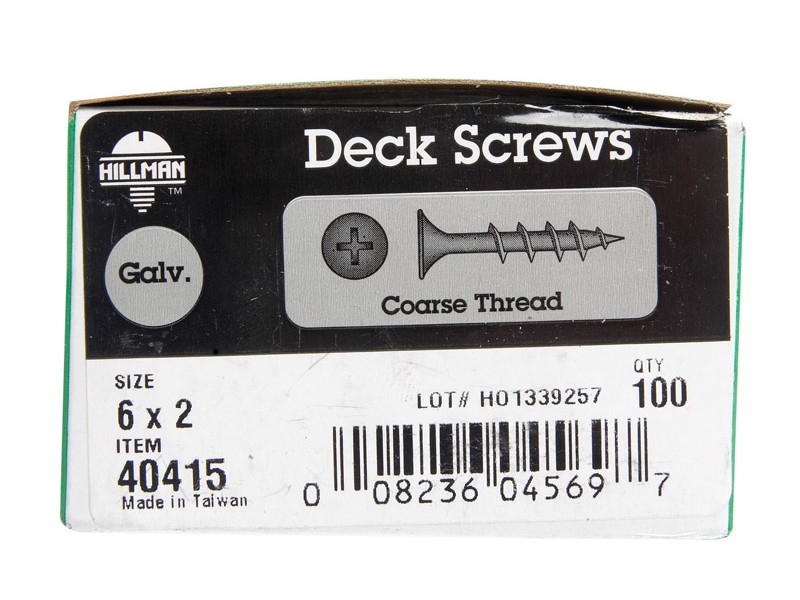 HILLMAN
TM
Deck Screws
Galv.
Coarse Thread
SIZE
6 x 2
ITEM
40415
Made in Taiwan
LOT# H01339257
QTY
100
0 08236 04569 7